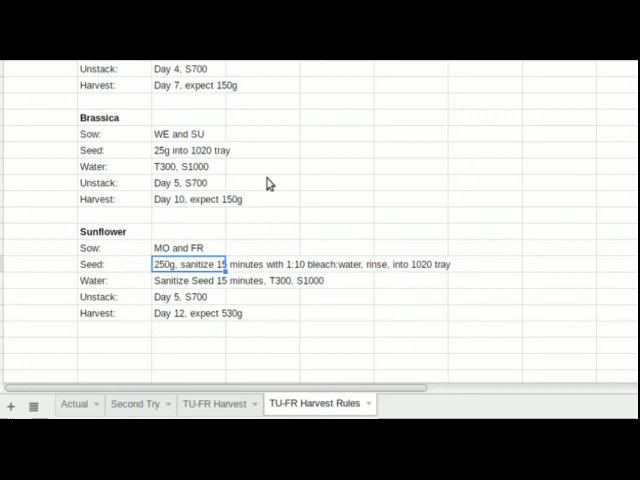 Unstack: Day 4, S700
Harvest: Day 7, expect 150g
Brassica
Sow: WE and SU
Seed: 25g into 1020 tray
Water: T300, S1000
Unstack: Day 5, S700
Harvest: Day 10, expect 150g
Sunflower
Sow: MO and FR
Seed: 250g, sanitize 15 minutes with 1:10 bleach:water, rinse, into 1020 tray
Water: Sanitize Seed 15 minutes, T300, S1000
Unstack: Day 5, S700
Harvest: Day 12, expect 530g
+ Actual Second Try TU-FR Harvest TU-FR Harvest Rules